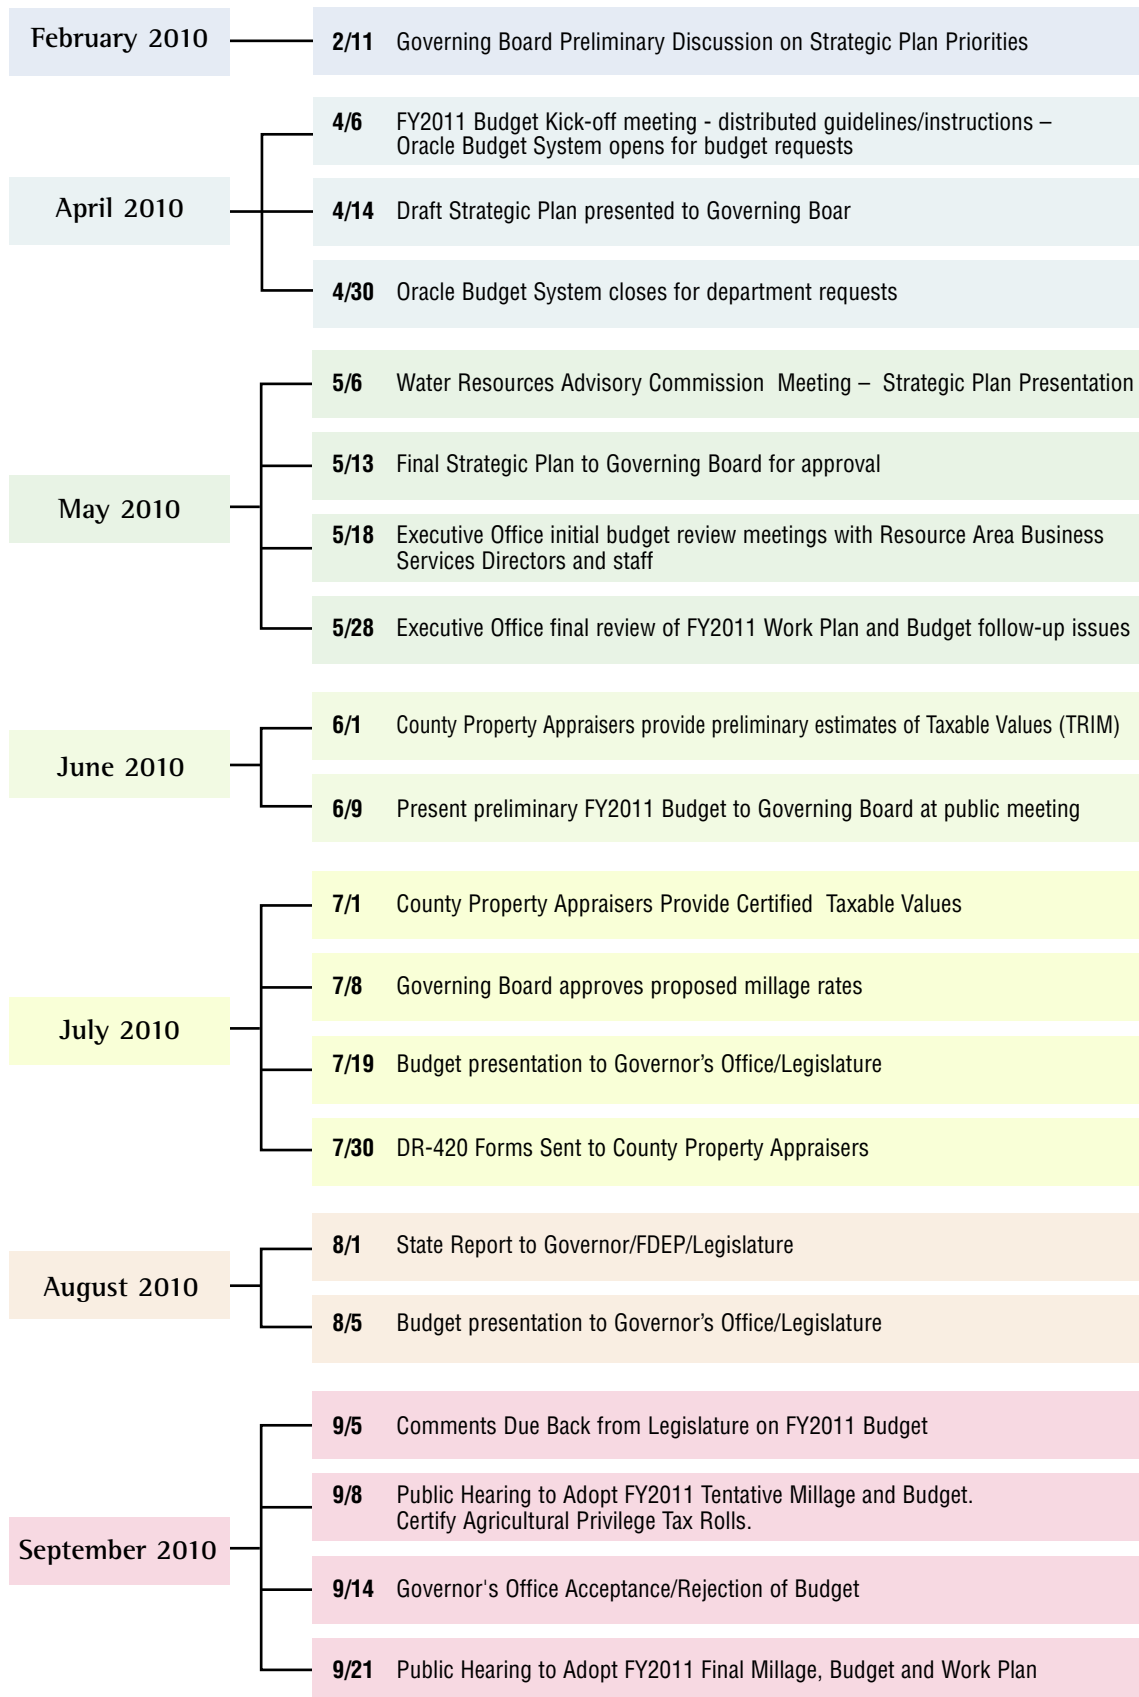 February 2010
2/11 Governing Board Preliminary Discussion on Strategic Plan Priorities
April 2010
4/6 FY2011 Budget Kick-off meeting - distributed guidelines/instructions –
Oracle Budget System opens for budget requests
4/14 Draft Strategic Plan presented to Governing Boar
4/30 Oracle Budget System closes for department requests
May 2010
5/6 Water Resources Advisory Commission Meeting – Strategic Plan Presentation
5/13 Final Strategic Plan to Governing Board for approval
5/18 Executive Office initial budget review meetings with Resource Area Business
Services Directors and staff
5/28 Executive Office final review of FY2011 Work Plan and Budget follow-up issues
June 2010
6/1 County Property Appraisers provide preliminary estimates of Taxable Values (TRIM)
6/9 Present preliminary FY2011 Budget to Governing Board at public meeting
July 2010
7/1 County Property Appraisers Provide Certified Taxable Values
7/8 Governing Board approves proposed millage rates
7/19 Budget presentation to Governor’s Office/Legislature
7/30 DR-420 Forms Sent to County Property Appraisers
August 2010
8/1 State Report to Governor/FDEP/Legislature
8/5 Budget presentation to Governor’s Office/Legislature
September 2010
9/5 Comments Due Back from Legislature on FY2011 Budget
9/8 Public Hearing to Adopt FY2011 Tentative Millage and Budget.
Certify Agricultural Privilege Tax Rolls.
9/14 Governor's Office Acceptance/Rejection of Budget
9/21 Public Hearing to Adopt FY2011 Final Millage, Budget and Work Plan